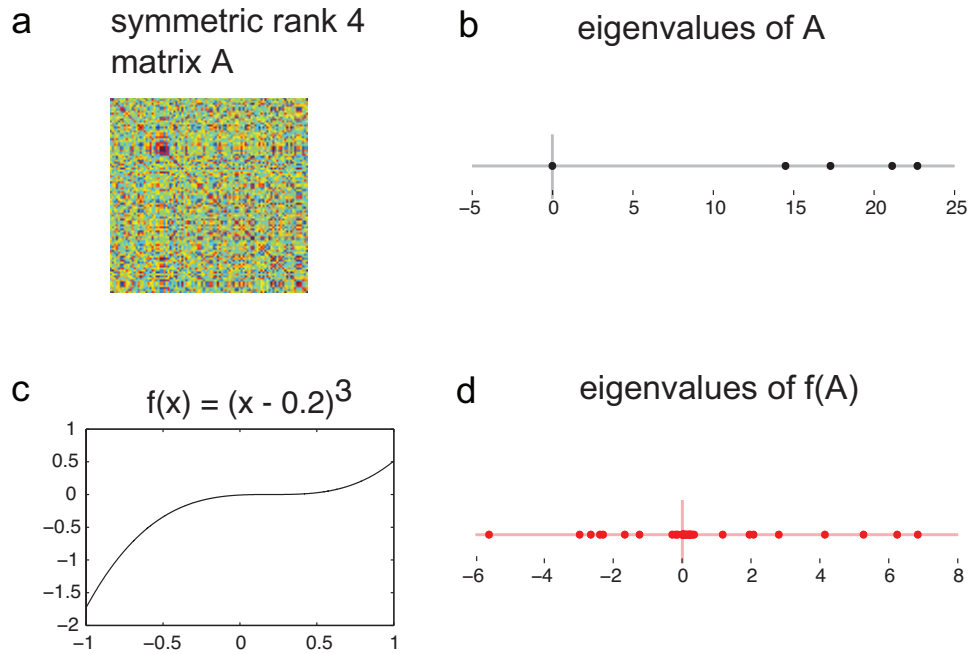 a
symmetric rank 4
matrix A
b
eigenvalues of A
−5 0 5 10 15 20 25
c
f(x) = (x - 0.2)3
1
0.5
0
−0.5
−1
−1.5
−2
−1 −0.5 0 0.5 1
d
eigenvalues of f(A)
−6 −4 −2 0 2 4 6 8